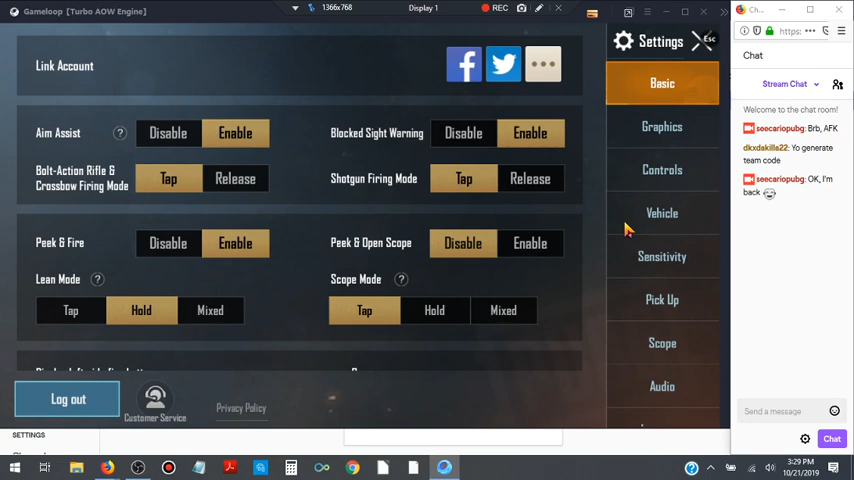 Gameloop [Turbo AOW Engine]
1366x768
Display 1
REC
Ch...
https:
Chat
Stream Chat
Link Account
Settings
Esc
Basic
Graphics
Controls
Vehicle
Sensitivity
Pick Up
Scope
Audio
Aim Assist ? Disable Enable
Blocked Sight Warning Disable Enable
Bolt-Action Rifle &
Crossbow Firing Mode Tap Release
Shotgun Firing Mode Tap Release
Peek & Fire Disable Enable
Peek & Open Scope Disable Enable
Lean Mode ?
Scope Mode ?
Tap Hold Mixed
Tap Hold Mixed
Log out
Customer Service
Privacy Policy
SETTINGS
Welcome to the chat room!
seecariopubg: Brb, AFK
dkxdakilla22: Yo generate
team code
seecariopubg: OK, I'm
back
Send a message
Chat
3:29 PM
10/21/2019